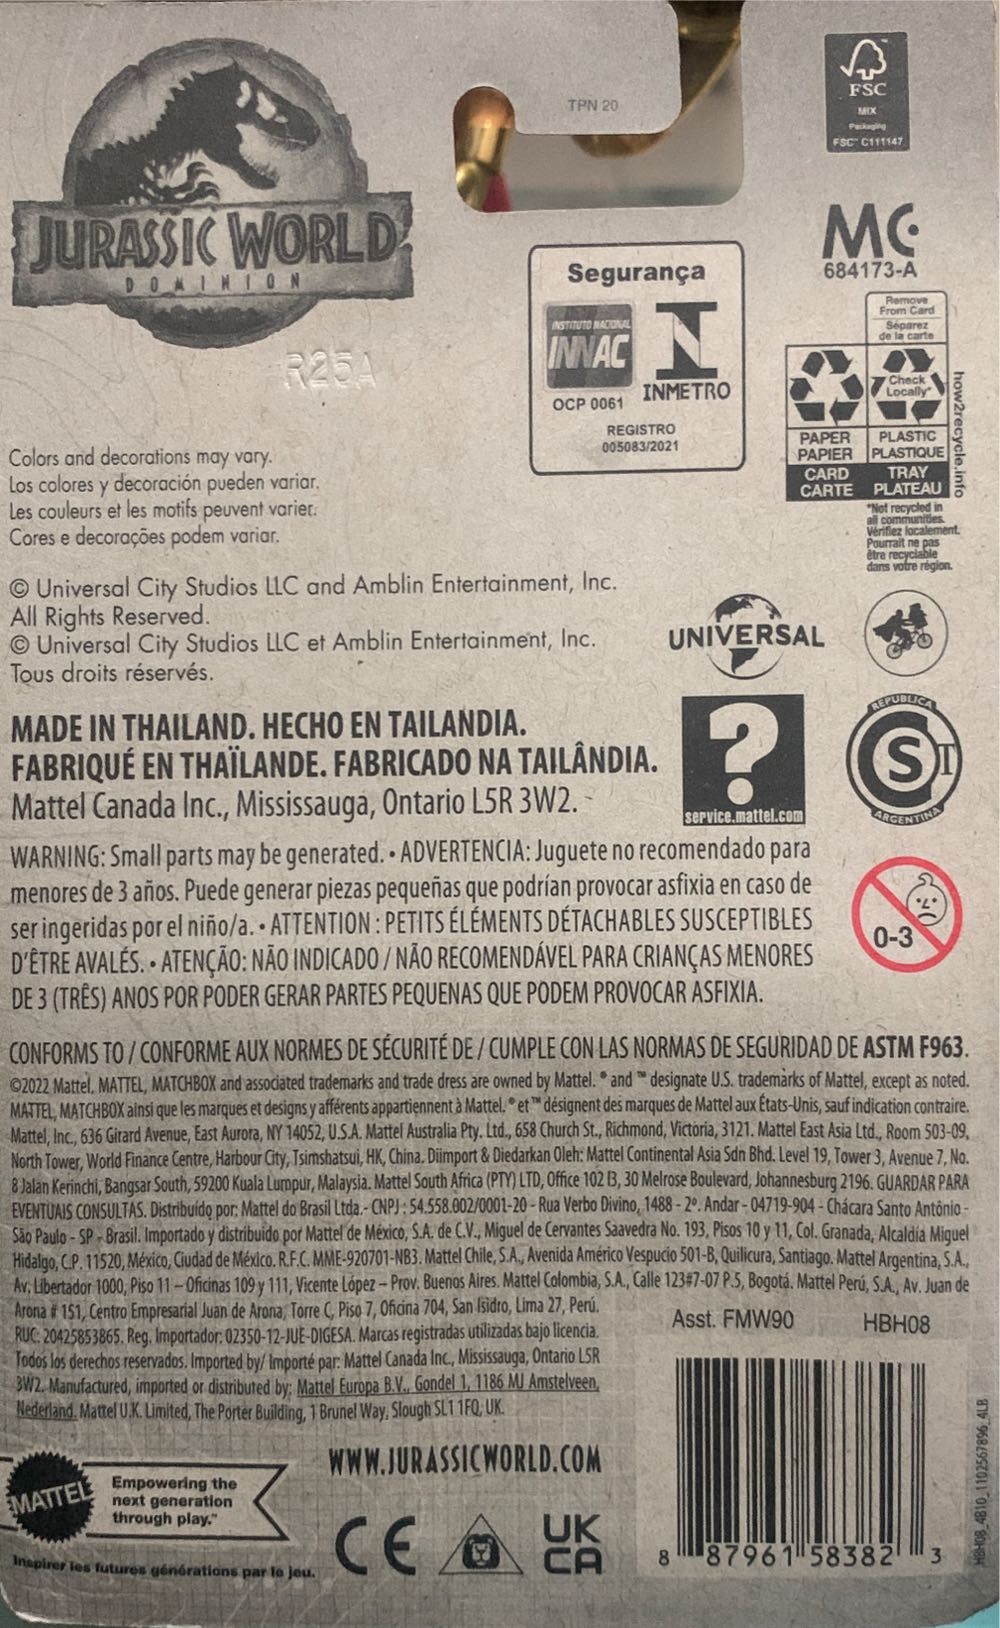 TPN 20
FSC
MIX
Packaging
FSC™ C111147
JURASSIC WORLD
DOMINION
R25A
MC
684173-A
Segurança
INSTITUTO NACIONAL
INNAC
OCP 0061
INMETRO
REGISTRO
005083/2021
Remove
From Card
Séparez
de la carte
Check
Locally*
PAPER
PAPIER
PLASTIC
PLASTIQUE
CARD
CARTE
TRAY
PLATEAU
how2recycle.info
*Not recycled in
all communities.
Vérifiez localement.
Pourrait ne pas
être recyclable
dans votre région.
Colors and decorations may vary.
Los colores y decoración pueden variar.
Les couleurs et les motifs peuvent varier.
Cores e decorações podem variar.
© Universal City Studios LLC and Amblin Entertainment, Inc.
All Rights Reserved.
© Universal City Studios LLC et Amblin Entertainment, Inc.
Tous droits réservés.
UNIVERSAL
MADE IN THAILAND. HECHO EN TAILANDIA.
FABRIQUÉ EN THAÏLANDE. FABRICADO NA TAILÂNDIA.
Mattel Canada Inc., Mississauga, Ontario L5R 3W2.
?
service.mattel.com
REPUBLICA
S
T
ARGENTINA
WARNING: Small parts may be generated. • ADVERTENCIA: Juguete no recomendado para
menores de 3 años. Puede generar piezas pequeñas que podrían provocar asfixia en caso de
ser ingeridas por el niño/a. • ATTENTION : PETITS ÉLÉMENTS DÉTACHABLES SUSCEPTIBLES
D'ÊTRE AVALÉS. • ATENÇÃO: NÃO INDICADO / NÃO RECOMENDÁVEL PARA CRIANÇAS MENORES
DE 3 (TRÊS) ANOS POR PODER GERAR PARTES PEQUENAS QUE PODEM PROVOCAR ASFIXIA.
0-3
CONFORMS TO / CONFORME AUX NORMES DE SÉCURITÉ DE / CUMPLE CON LAS NORMAS DE SEGURIDAD DE ASTM F963.
©2022 Mattel. MATTEL, MATCHBOX and associated trademarks and trade dress are owned by Mattel. ® and ™ designate U.S. trademarks of Mattel, except as noted.
MATTEL, MATCHBOX ainsi que les marques et designs y afférents appartiennent à Mattel. ® et ™ désignent des marques de Mattel aux États-Unis, sauf indication contraire.
Mattel, Inc., 636 Girard Avenue, East Aurora, NY 14052, U.S.A. Mattel Australia Pty. Ltd., 658 Church St., Richmond, Victoria, 3121. Mattel East Asia Ltd., Room 503-09,
North Tower, World Finance Centre, Harbour City, Tsimshatsui, HK, China. Diimport & Diedarkan Oleh: Mattel Continental Asia Sdn Bhd. Level 19, Tower 3, Avenue 7, No.
8 Jalan Kerinchi, Bangsar South, 59200 Kuala Lumpur, Malaysia. Mattel South Africa (PTY) LTD, Office 102 I3, 30 Melrose Boulevard, Johannesburg 2196. GUARDAR PARA
EVENTUAIS CONSULTAS. Distribuído por: Mattel do Brasil Ltda.- CNPJ : 54.558.002/0001-20 - Rua Verbo Divino, 1488 - 2º. Andar - 04719-904 - Chácara Santo Antônio -
São Paulo - SP - Brasil. Importado y distribuido por Mattel de México, S.A. de C.V., Miguel de Cervantes Saavedra No. 193, Pisos 10 y 11, Col. Granada, Alcaldía Miguel
Hidalgo, C.P. 11520, México, Ciudad de México. R.F.C. MME-920701-NB3. Mattel Chile, S.A., Avenida Américo Vespucio 501-B, Quilicura, Santiago. Mattel Argentina, S.A.,
Av. Libertador 1000, Piso 11 – Oficinas 109 y 111, Vicente López – Prov. Buenos Aires. Mattel Colombia, S.A., Calle 123#7-07 P.5, Bogotá. Mattel Perú, S.A., Av. Juan de
Arona # 151, Centro Empresarial Juan de Arona, Torre C, Piso 7, Oficina 704, San Isidro, Lima 27, Perú.
RUC: 20425853865. Reg. Importador: 02350-12-JUE-DIGESA. Marcas registradas utilizadas bajo licencia.
Todos los derechos reservados. Imported by/ Importé par: Mattel Canada Inc., Mississauga, Ontario L5R
3W2. Manufactured, imported or distributed by: Mattel Europa B.V., Gondel 1, 1186 MJ Amstelveen,
Nederland. Mattel U.K. Limited, The Porter Building, 1 Brunel Way, Slough SL1 1FQ, UK.
Asst. FMW90
HBH08
WWW.JURASSICWORLD.COM
MATTEL
Empowering the
next generation
through play.™
Inspirer les futures générations par le jeu.
CE
UK
CA
8 87961 58382 3
HBH08_4B10_1102567896_4LB